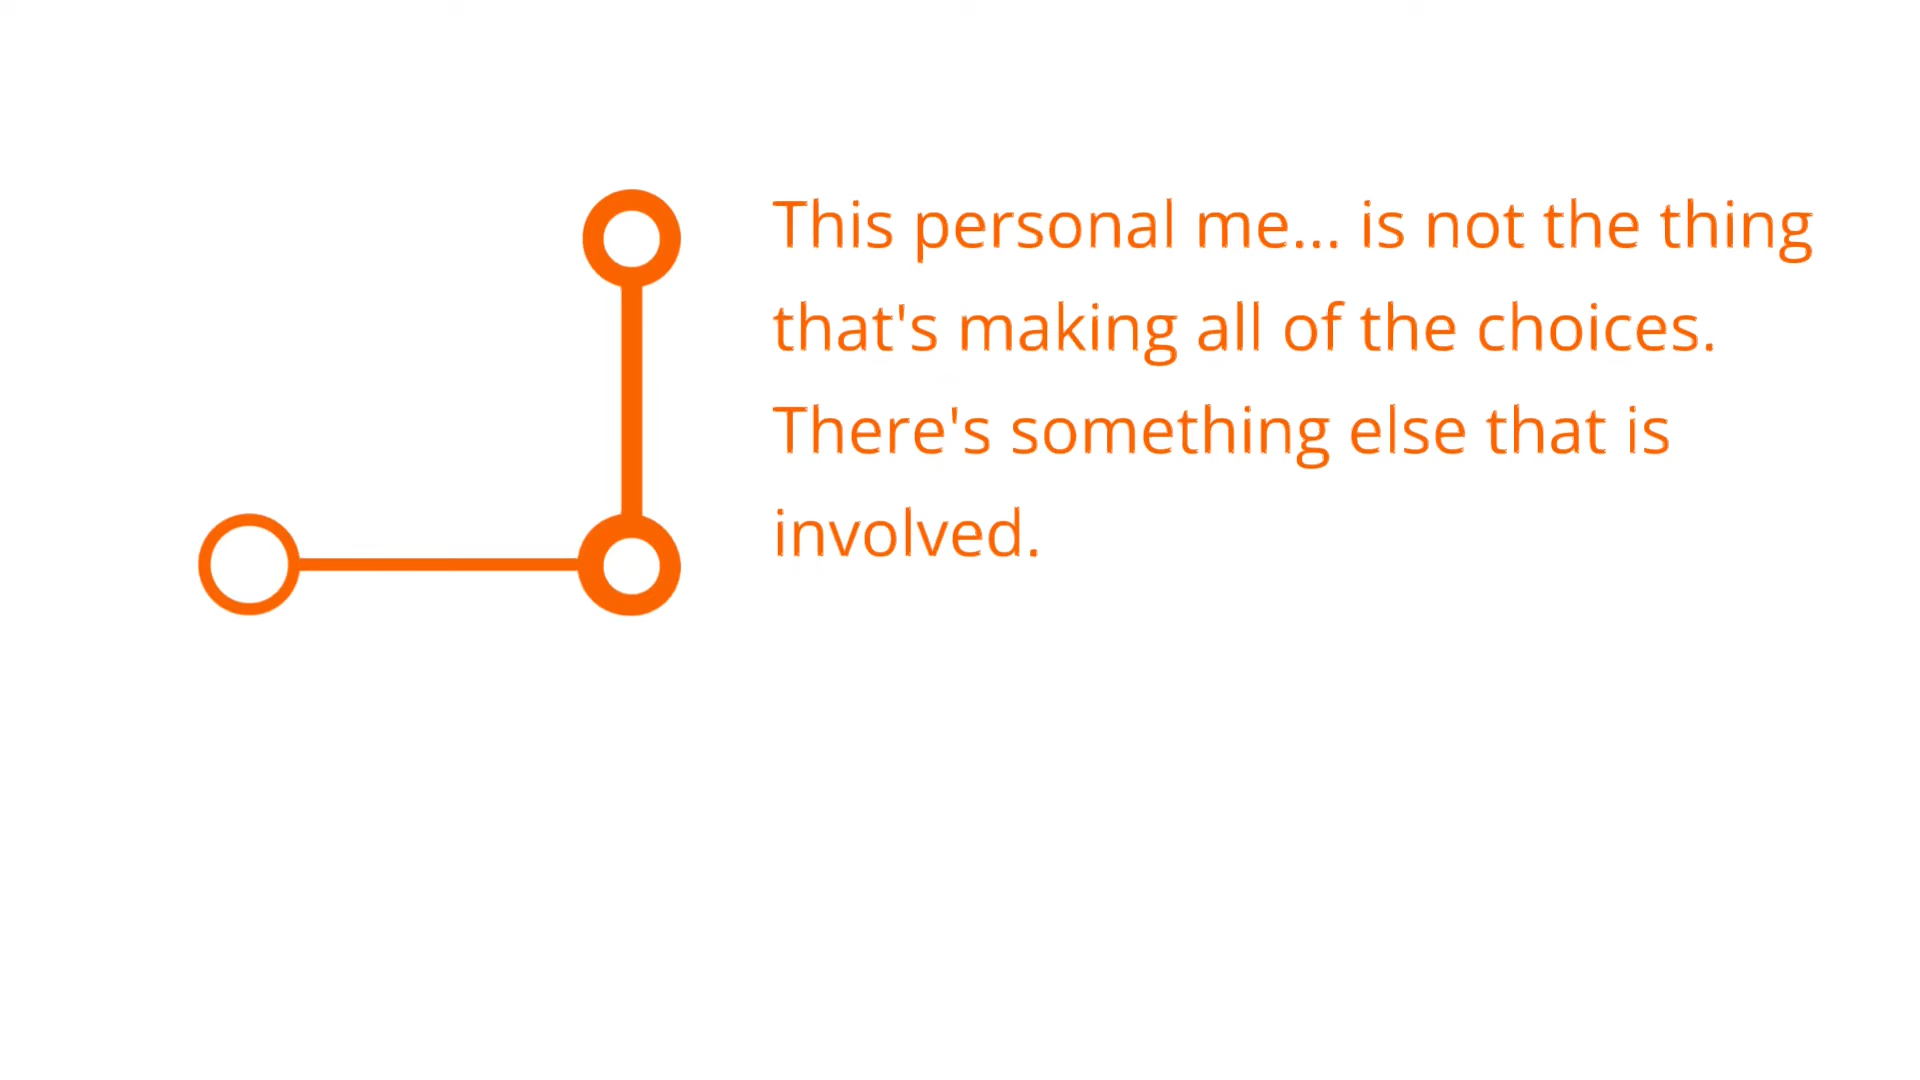 This personal me... is not the thing
that's making all of the choices.
There's something else that is
involved.